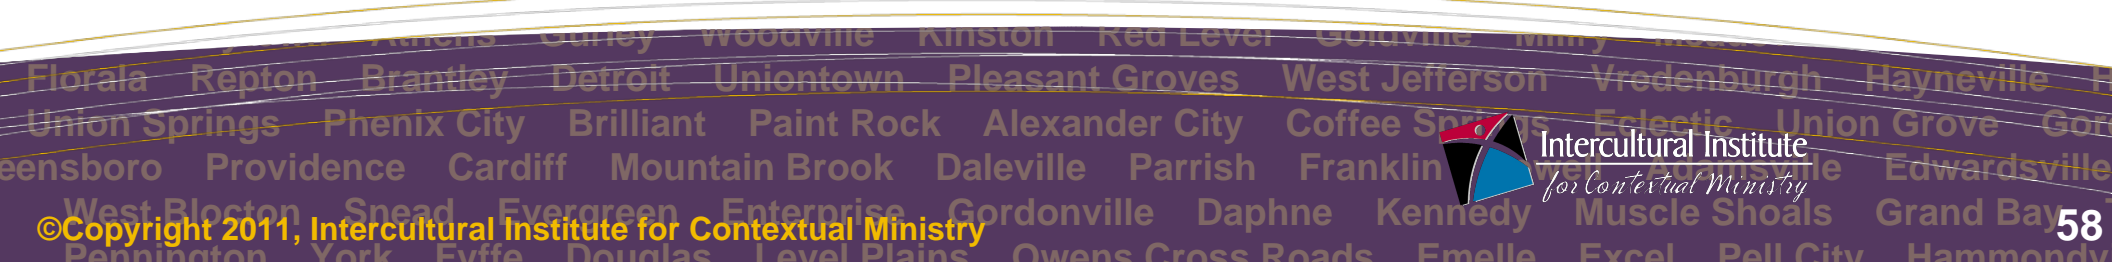 Athens Gurley Woodville Kinston Red Level Goldville Millry
Florala Repton Brantley Detroit Uniontown Pleasant Groves West Jefferson Vredenburgh Hayneville H
Union Springs Phenix City Brilliant Paint Rock Alexander City Coffee Springs Eclectic Union Grove Gor
eensboro Providence Cardiff Mountain Brook Daleville Parrish Franklin Adamsville Edwardsville
West Blocton Snead Evergreen Enterprise Gordonville Daphne Kennedy Muscle Shoals Grand Bay
Pennington York Fyffe Douglas Level Plains Owens Cross Roads Emelle Excel Pell City Hammondv
Intercultural Institute
for Contextual Ministry
©Copyright 2011, Intercultural Institute for Contextual Ministry
58